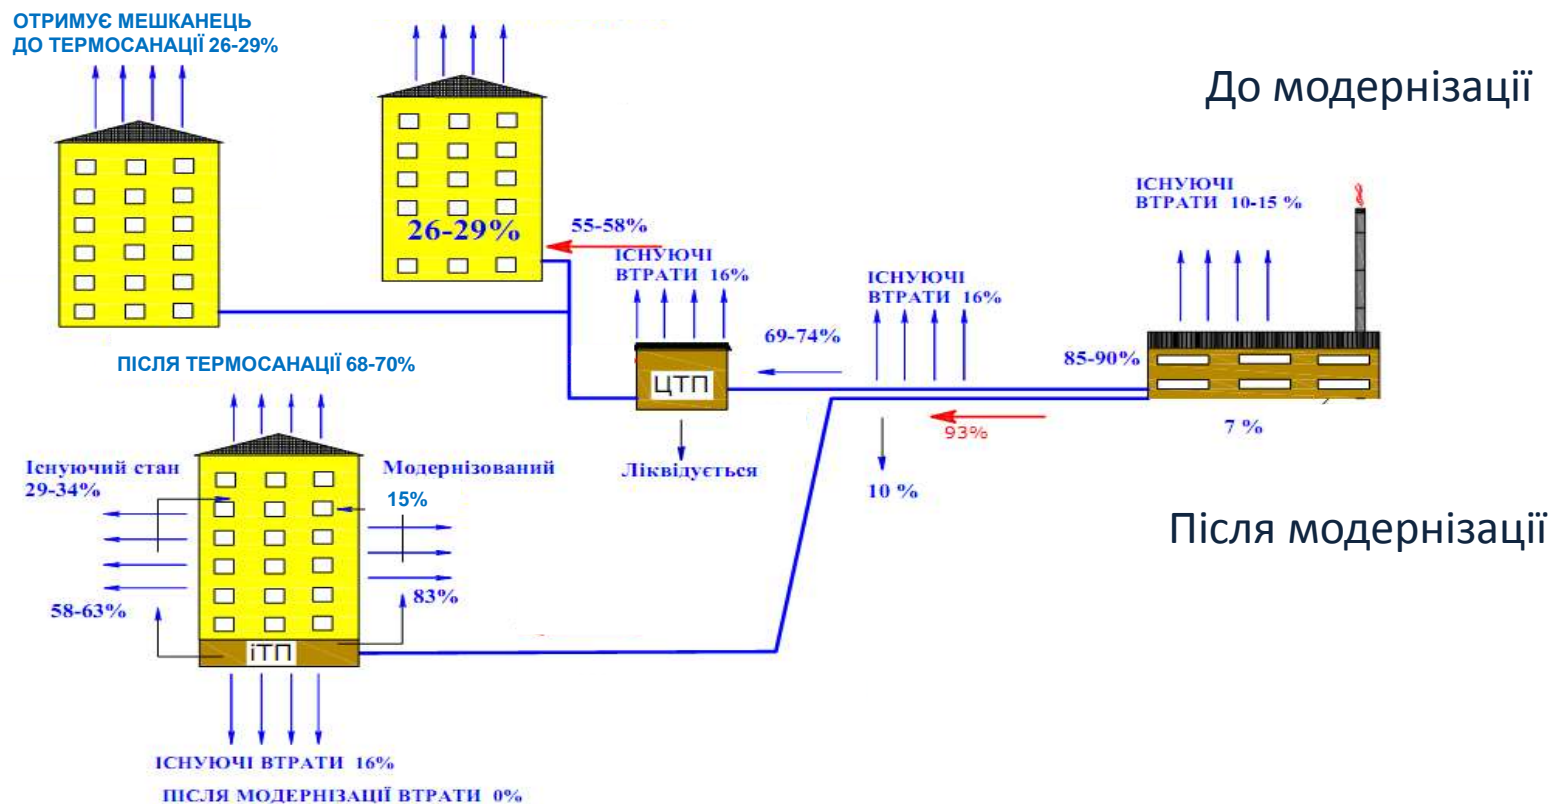 ОТРИМУЄ МЕШКАНЕЦЬ
ДО ТЕРМОСАНАЦІЇ 26-29%
До модернізації
ІСНУЮЧІ
ВТРАТИ 10-15 %
26-29%
55-58%
ІСНУЮЧІ
ВТРАТИ 16%
ІСНУЮЧІ
ВТРАТИ 16%
69-74%
85-90%
ПІСЛЯ ТЕРМОСАНАЦІЇ 68-70%
ЦТП
93%
7 %
Існуючий стан
29-34%
Модернізований
15%
Ліквідується
10 %
Після модернізації
58-63%
83%
іТП
ІСНУЮЧІ ВТРАТИ 16%
ПІСЛЯ МОДЕРНІЗАЦІЇ ВТРАТИ 0%